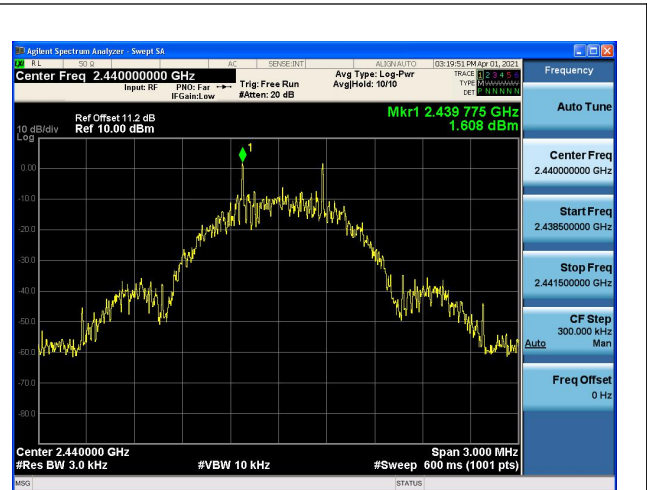 Agilent Spectrum Analyzer - Swept SA
RL 50 Ω AC SENSE:INT ALIGN AUTO 03:19:51 PM Apr 01, 2021
Center Freq 2.440000000 GHz
Input: RF PNO: Far Trig: Free Run Avg Type: Log-Pwr TRACE 1 2 3 4 5 6
IFGain:Low #Atten: 20 dB Avg|Hold: 10/10 TYPE M
DET P N N N N N
Mkr1 2.439 775 GHz
1.608 dBm
Ref Offset 11.2 dB
10 dB/div Ref 10.00 dBm
Log
1
0.00
-10.0
-20.0
-30.0
-40.0
-50.0
-60.0
-70.0
-80.0
Center 2.440000 GHz Span 3.000 MHz
#Res BW 3.0 kHz #VBW 10 kHz #Sweep 600 ms (1001 pts)
MSG STATUS
Frequency
Auto Tune
Center Freq
2.440000000 GHz
Start Freq
2.438500000 GHz
Stop Freq
2.441500000 GHz
CF Step
300.000 kHz
Auto Man
Freq Offset
0 Hz